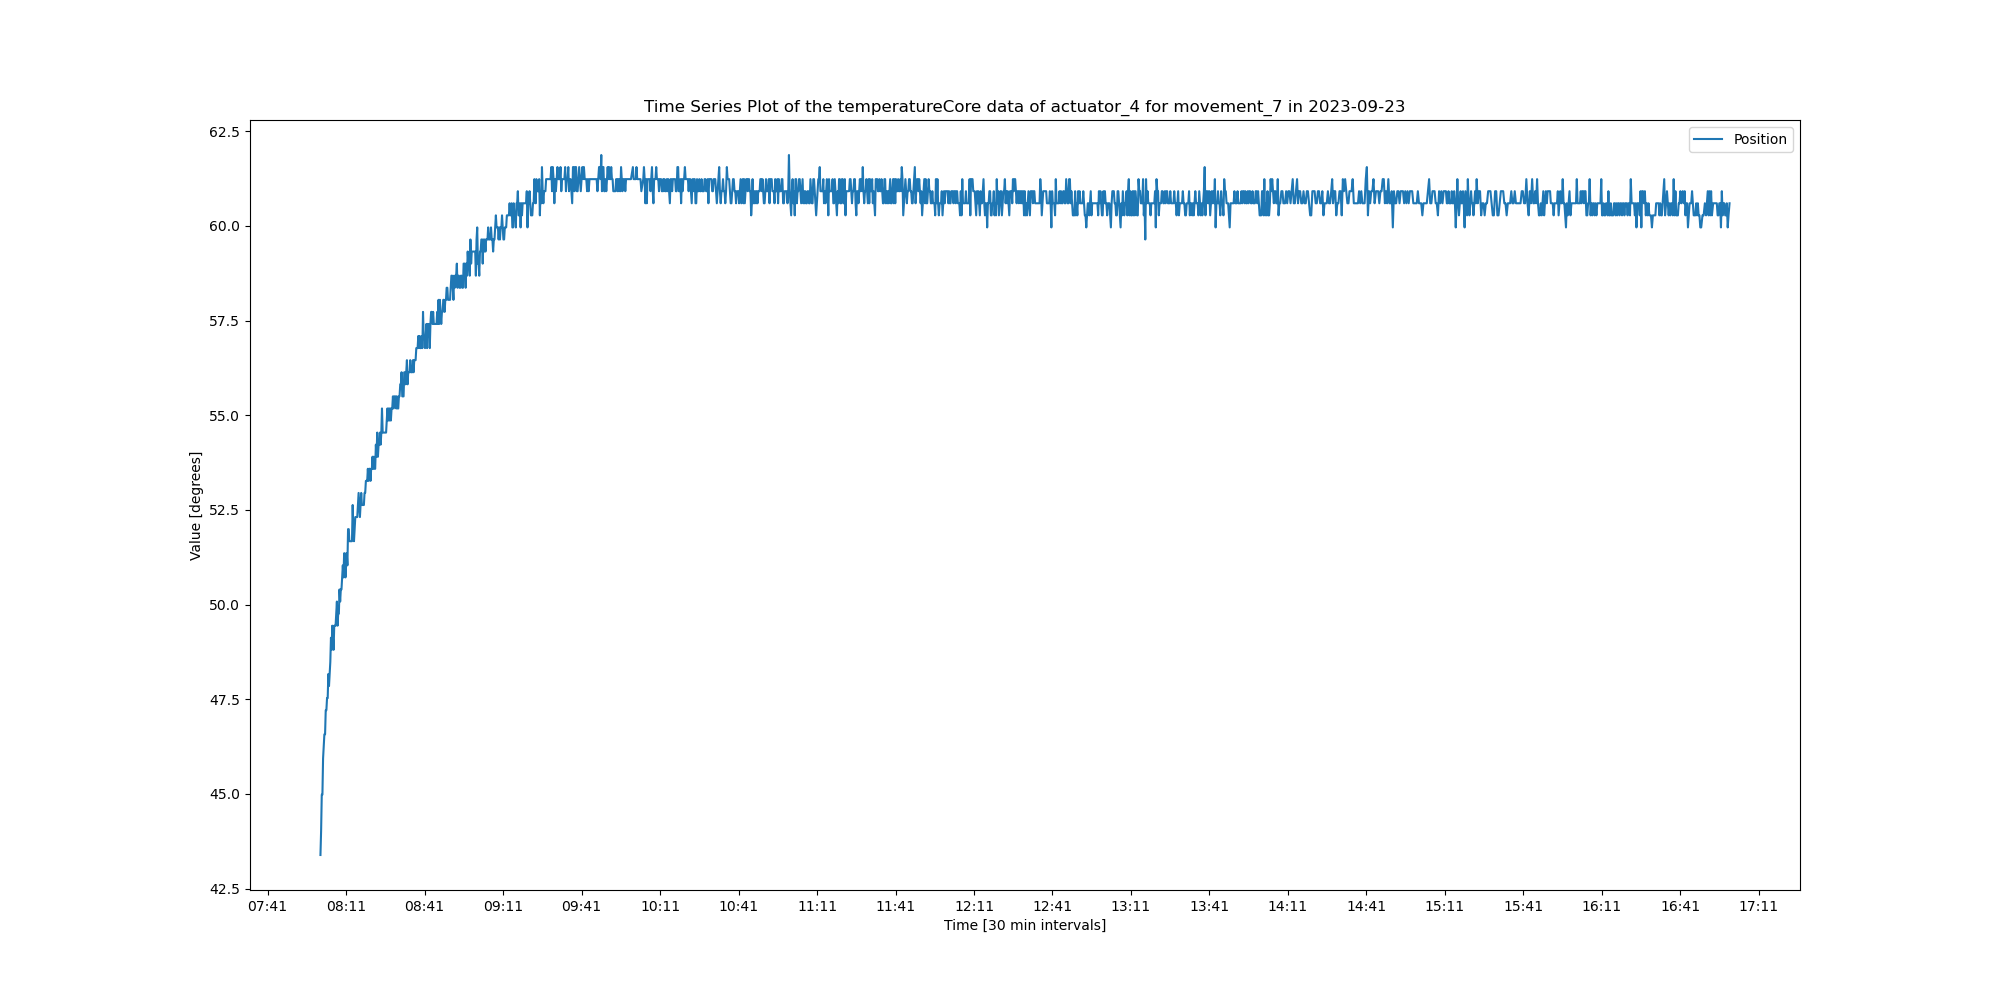 Time Series Plot of the temperatureCore data of actuator_4 for movement_7 in 2023-09-23
Position
62.5
60.0
57.5
55.0
52.5
50.0
47.5
45.0
42.5
Value [degrees]
07:41 08:11 08:41 09:11 09:41 10:11 10:41 11:11 11:41 12:11 12:41 13:11 13:41 14:11 14:41 15:11 15:41 16:11 16:41 17:11
Time [30 min intervals]